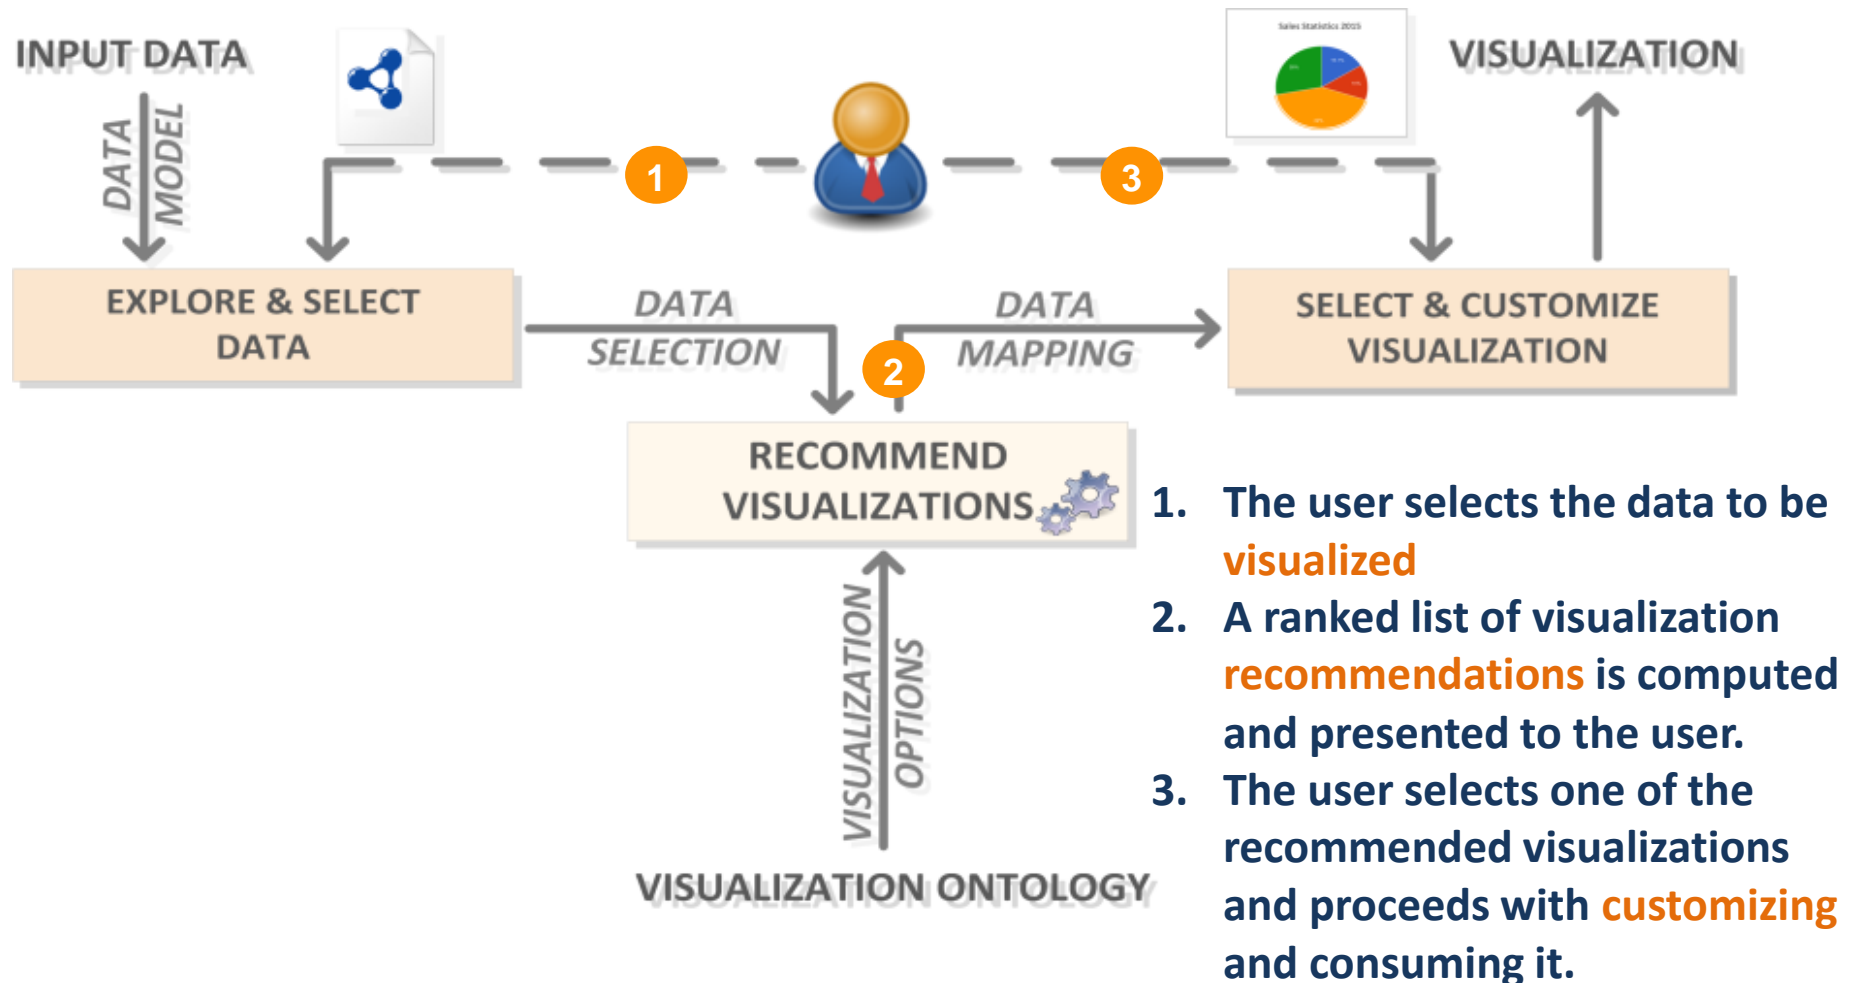 INPUT DATA
Sales Statistics 2015
VISUALIZATION
DATA
MODEL
1
3
EXPLORE & SELECT
DATA
DATA
SELECTION
2
DATA
MAPPING
SELECT & CUSTOMIZE
VISUALIZATION
RECOMMEND
VISUALIZATIONS
VISUALIZATION
OPTIONS
VISUALIZATION ONTOLOGY
1. The user selects the data to be
visualized
2. A ranked list of visualization
recommendations is computed
and presented to the user.
3. The user selects one of the
recommended visualizations
and proceeds with customizing
and consuming it.